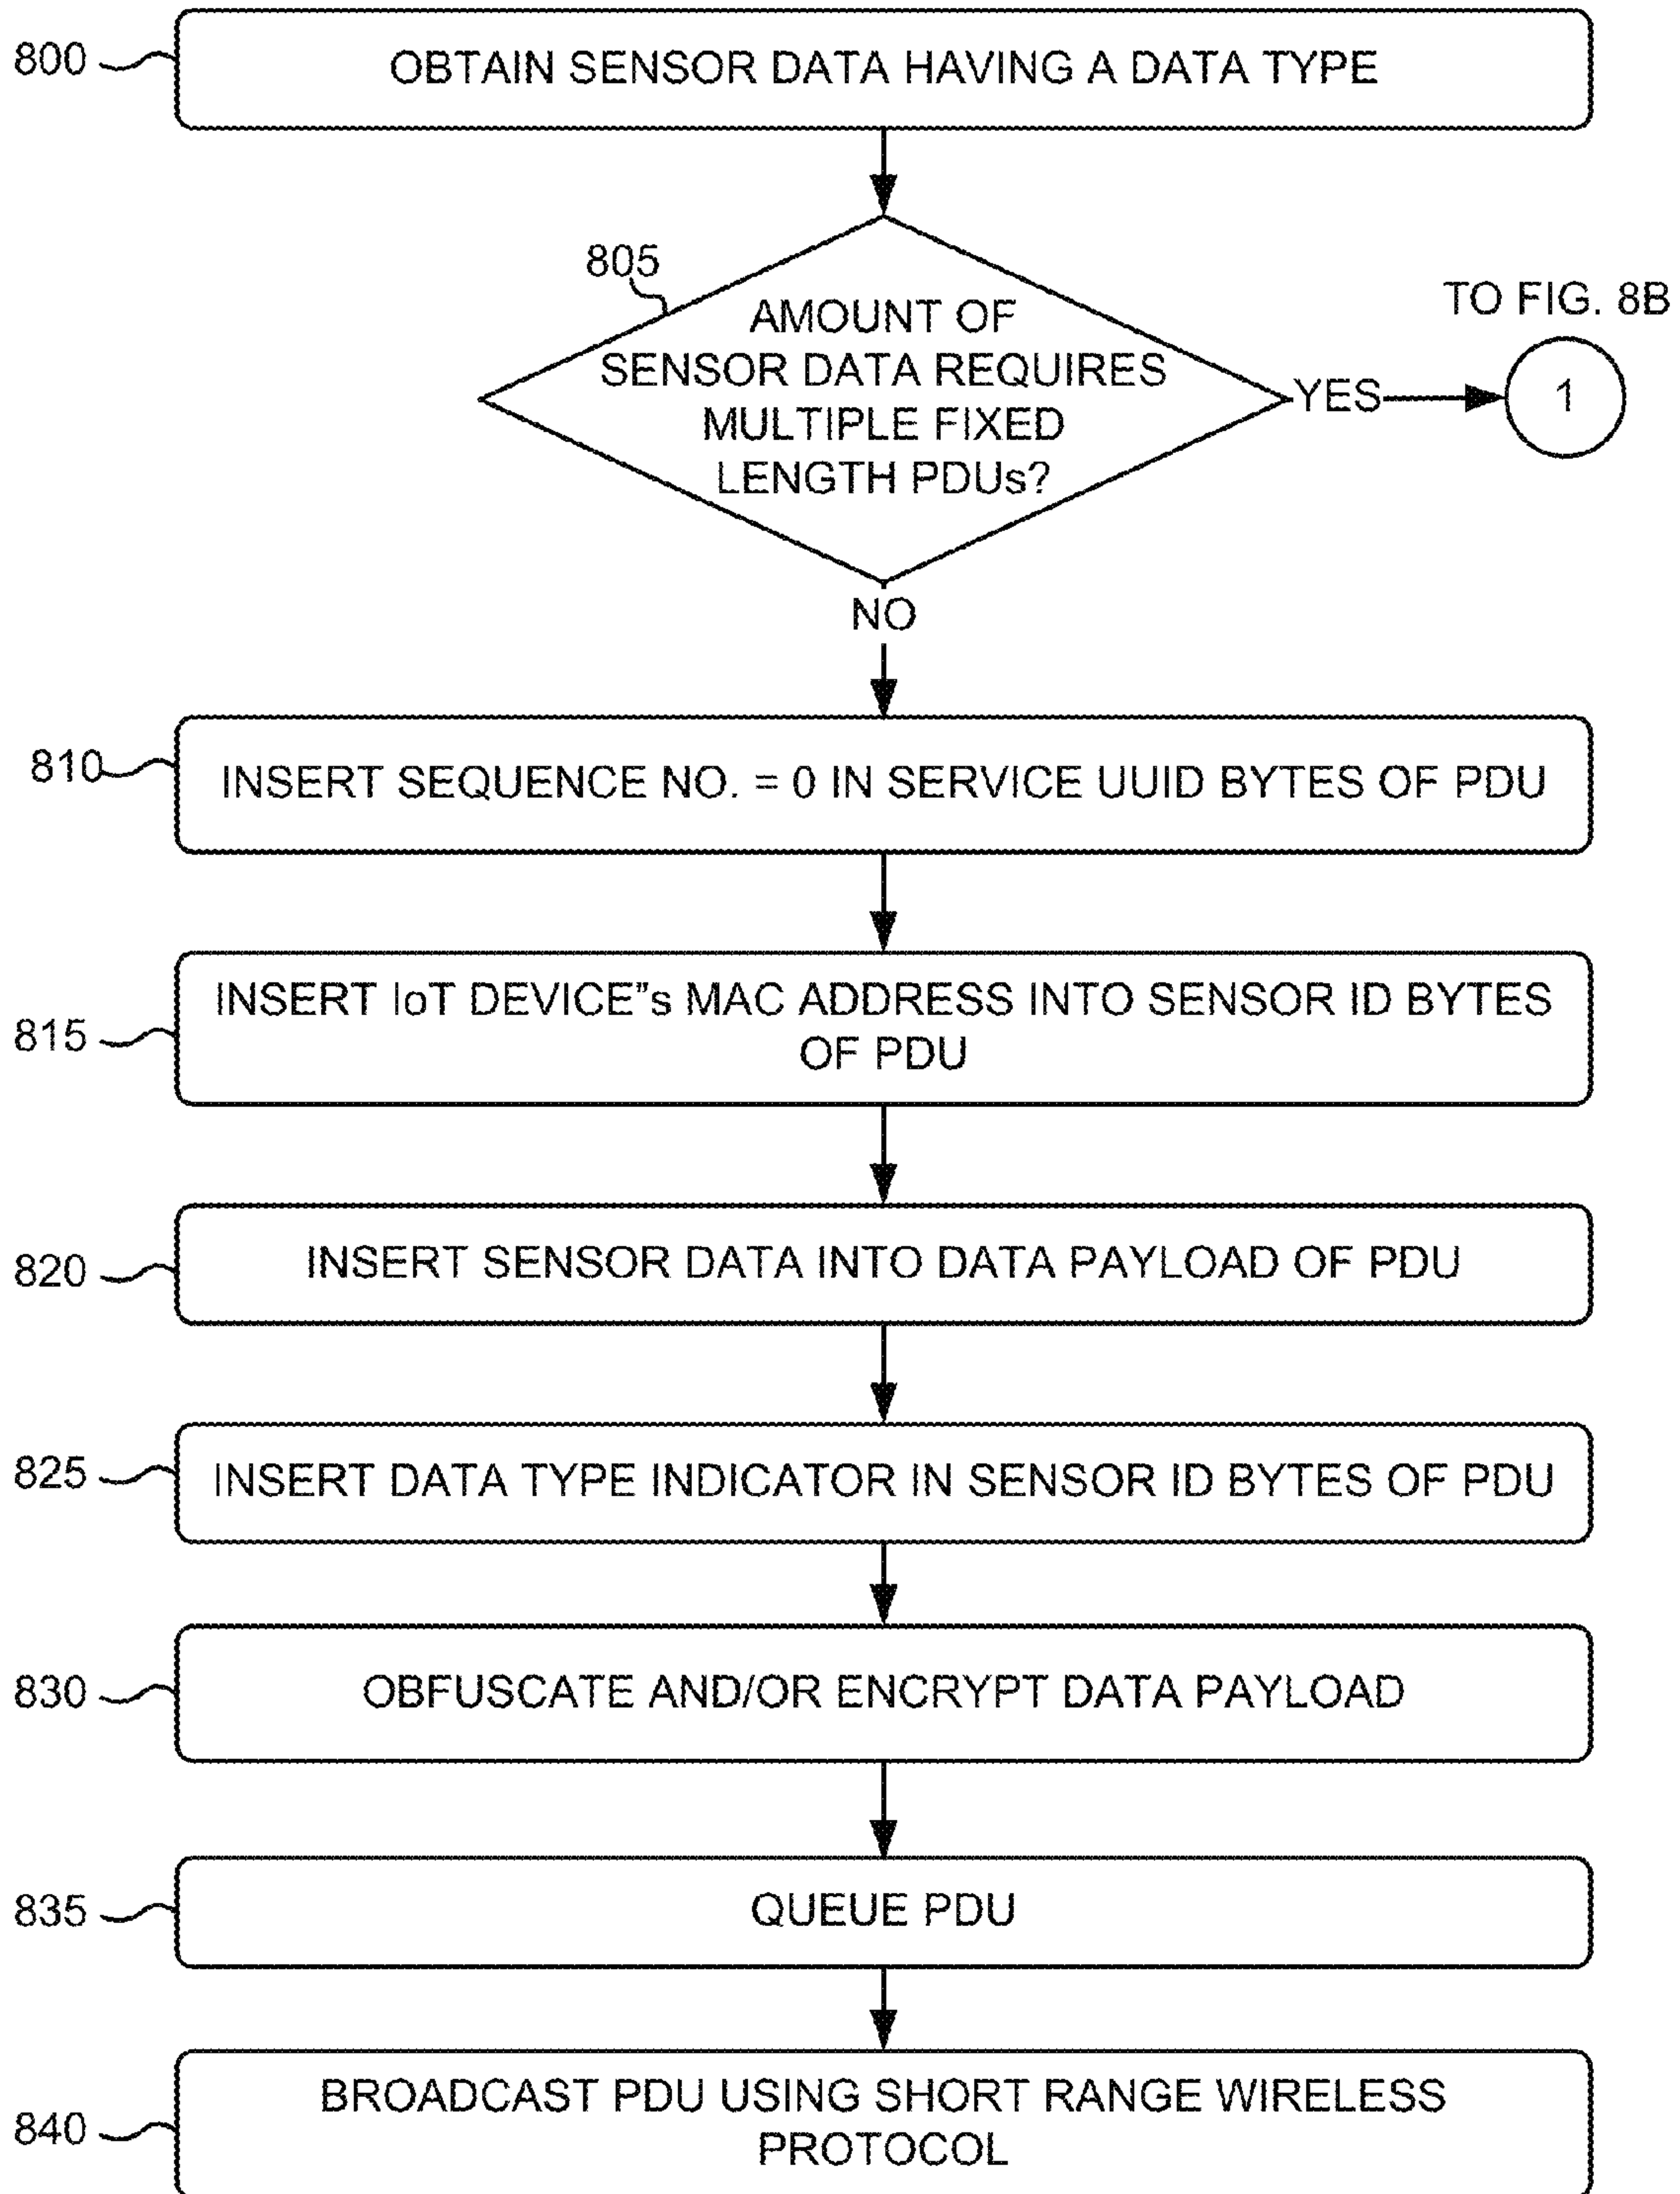 800
OBTAIN SENSOR DATA HAVING A DATA TYPE
805
AMOUNT OF
SENSOR DATA REQUIRES
MULTIPLE FIXED
LENGTH PDUs?
YES
TO FIG. 8B
1
NO
810
INSERT SEQUENCE NO. = 0 IN SERVICE UUID BYTES OF PDU
815
INSERT IoT DEVICE"s MAC ADDRESS INTO SENSOR ID BYTES
OF PDU
820
INSERT SENSOR DATA INTO DATA PAYLOAD OF PDU
825
INSERT DATA TYPE INDICATOR IN SENSOR ID BYTES OF PDU
830
OBFUSCATE AND/OR ENCRYPT DATA PAYLOAD
835
QUEUE PDU
840
BROADCAST PDU USING SHORT RANGE WIRELESS
PROTOCOL